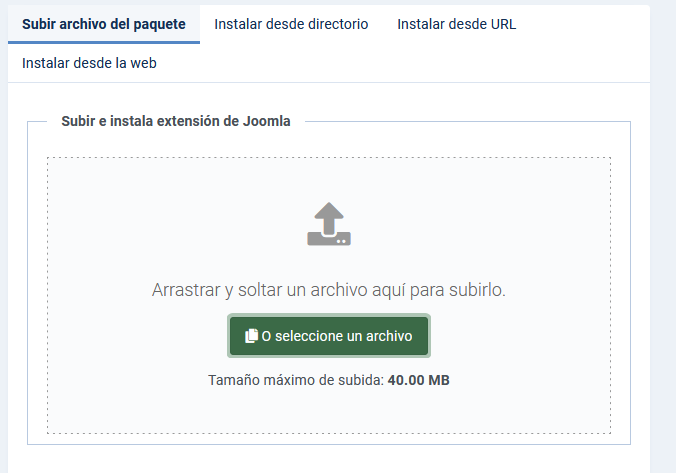 Subir archivo del paquete
Instalar desde directorio
Instalar desde URL
Instalar desde la web
Subir e instala extensión de Joomla
Arrastrar y soltar un archivo aquí para subirlo.
O seleccione un archivo
Tamaño máximo de subida: 40.00 MB